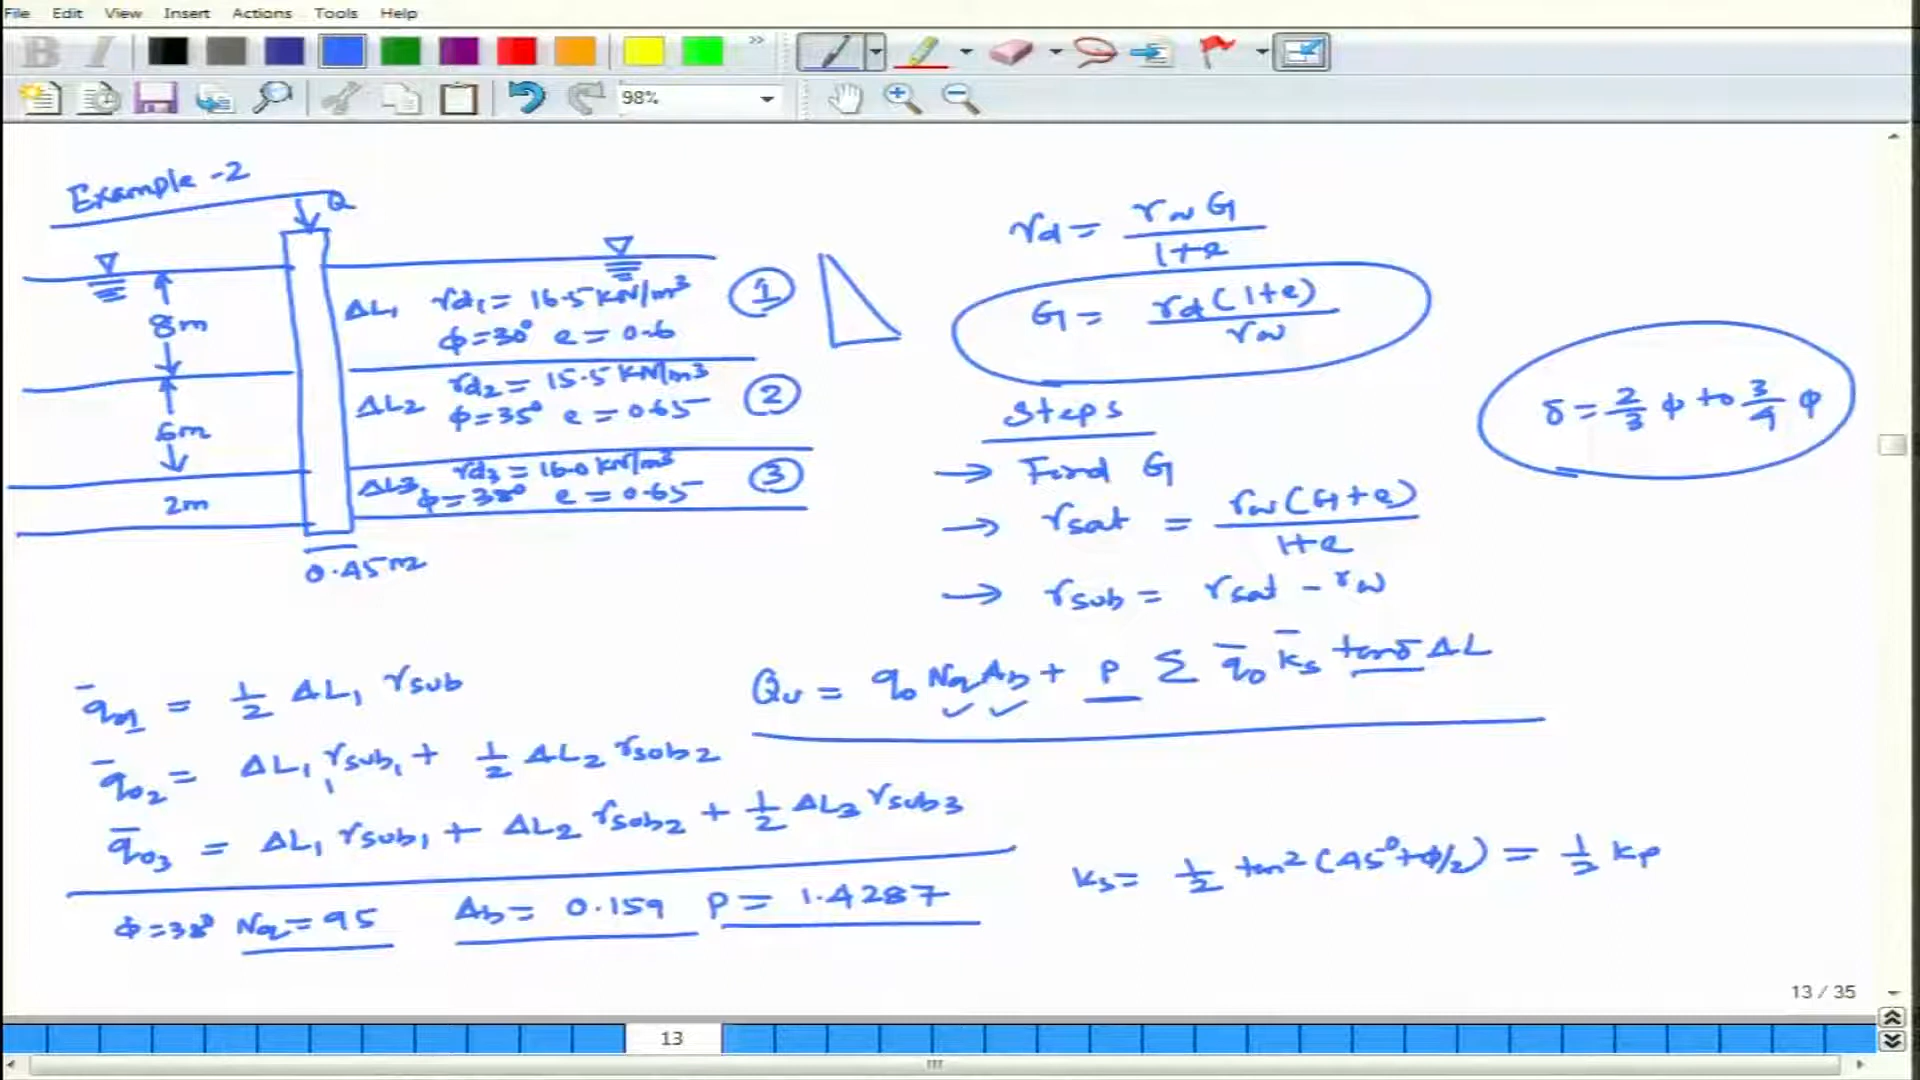 File Edit View Insert Actions Tools Help
B I
98%
Example -2
Q
8m
6m
2m
ΔL₁ γd₁ = 16.5 kN/m³
φ=30° e = 0.6
1
ΔL2 γd2 = 15.5 kN/m3
φ=35° e = 0.65
2
ΔL3 γd3 = 16.0 kN/m³
φ=38° e = 0.65
3
0.45m
γd = γw G / 1+e
G = γd (1+e) / γw
Steps
→ Find G
→ γsat = γw (G+e) / 1+e
→ γsub = γsat - γw
δ = 2/3 φ to 3/4 φ
Qu = q₀ Nq Ab + P Σ q̄₀ k̄s tanδ ΔL
q̄01 = 1/2 ΔL₁ γsub
q̄02 = ΔL₁ γsub₁ + 1/2 ΔL2 γsub2
q̄03 = ΔL₁ γsub₁ + ΔL2 γsub2 + 1/2 ΔL3 γsub3
φ=38° Nq = 95 Ab = 0.159 P = 1.4287
ks = 1/2 tan² (45°+φ/2) = 1/2 kp
13 / 35
13